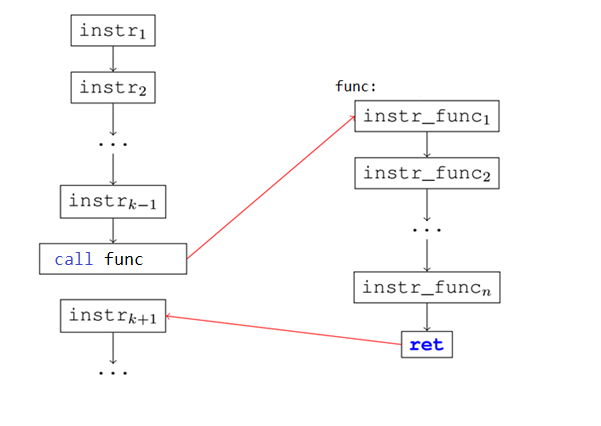 instr₁
instr₂
...
instrₖ₋₁
call func
instrₖ₊₁
...
func:
instr_func₁
instr_func₂
...
instr_funcₙ
ret